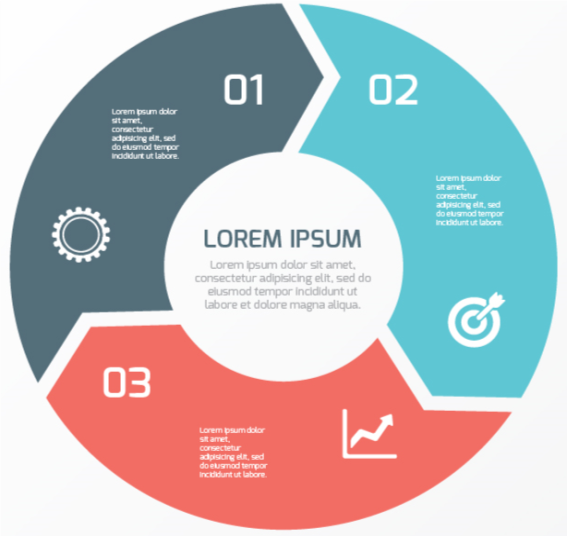 01
Lorem ipsum dolor
sit amet,
consectetur
adipisicing elit, sed
do eiusmod tempor
incididunt ut labore.
02
Lorem ipsum dolor
sit amet,
consectetur
adipisicing elit, sed
do eiusmod tempor
incididunt ut labore.
LOREM IPSUM
Lorem ipsum dolor sit amet,
consectetur adipisicing elit, sed do
eiusmod tempor incididunt ut
labore et dolore magna aliqua.
03
Lorem ipsum dolor
sit amet,
consectetur
adipisicing elit, sed
do eiusmod tempor
incididunt ut labore.